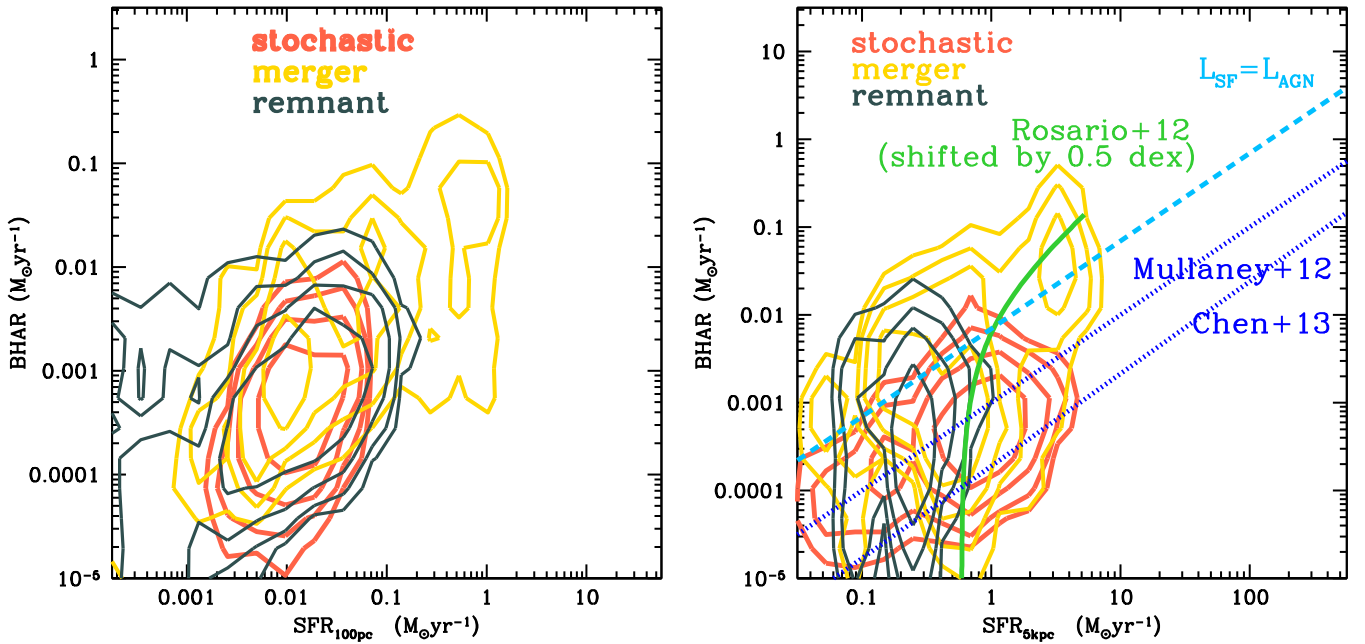 stochastic
merger
remnant
1
0.1
0.01
0.001
0.0001
10⁻⁵
BHAR (M⊙yr⁻¹)
0.001
0.01
0.1
1
10
SFR₁₀₀pc (M⊙yr⁻¹)
stochastic
merger
remnant
L_SF=L_AGN
Rosario+12
(shifted by 0.5 dex)
Mullaney+12
Chen+13
10
1
0.1
0.01
0.001
0.0001
10⁻⁵
BHAR (M⊙yr⁻¹)
0.1
1
10
100
SFR₅kpc (M⊙yr⁻¹)